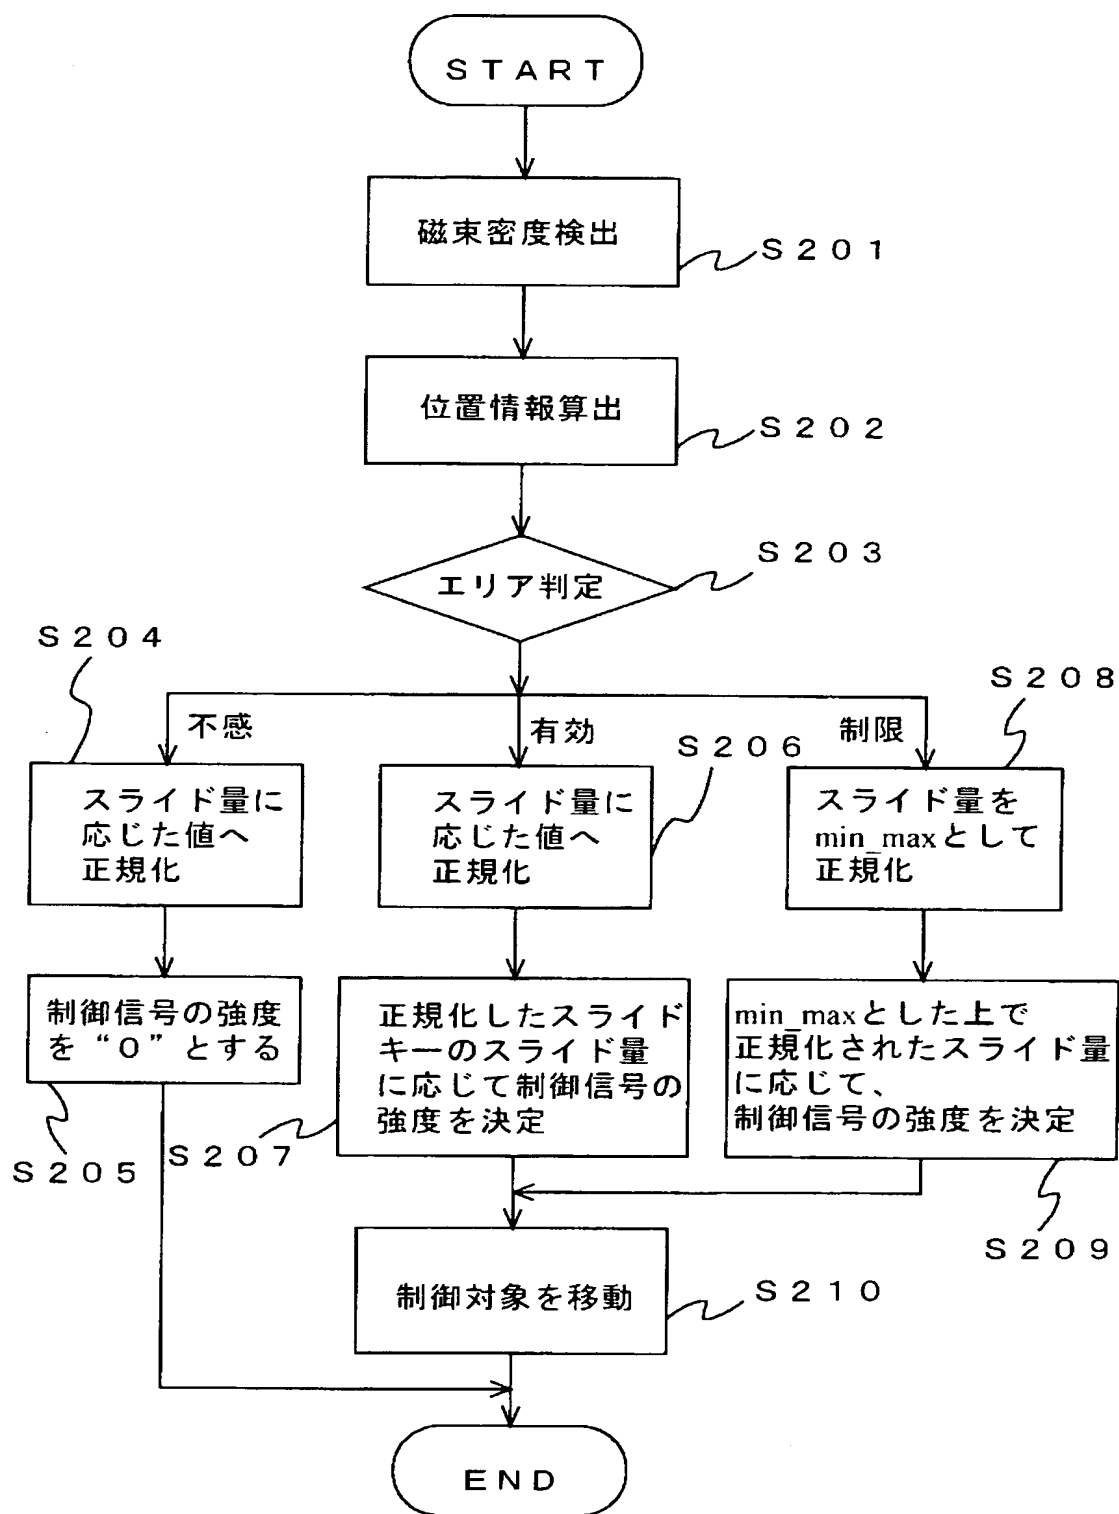 START
磁束密度検出
S201
位置情報算出
S202
エリア判定
S203
S204
不感
有効
制限
S206
S208
スライド量に
応じた値へ
正規化
スライド量に
応じた値へ
正規化
スライド量を
min_maxとして
正規化
制御信号の強度
を“0”とする
S205
正規化したスライド
キーのスライド量
に応じて制御信号の
強度を決定
S207
min_maxとした上で
正規化されたスライド量
に応じて、
制御信号の強度を決定
S209
制御対象を移動
S210
END